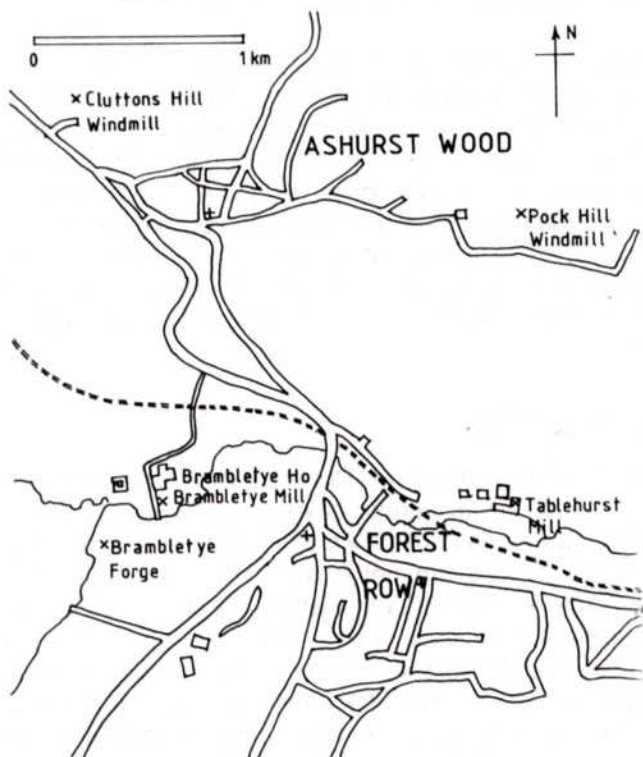 0
1 km
N
× Cluttons Hill
Windmill
ASHURST WOOD
× Pock Hill
Windmill
Brambletye Ho
× Brambletye Mill
× Tablehurst
Mill
× Brambletye
Forge
FOREST
ROW